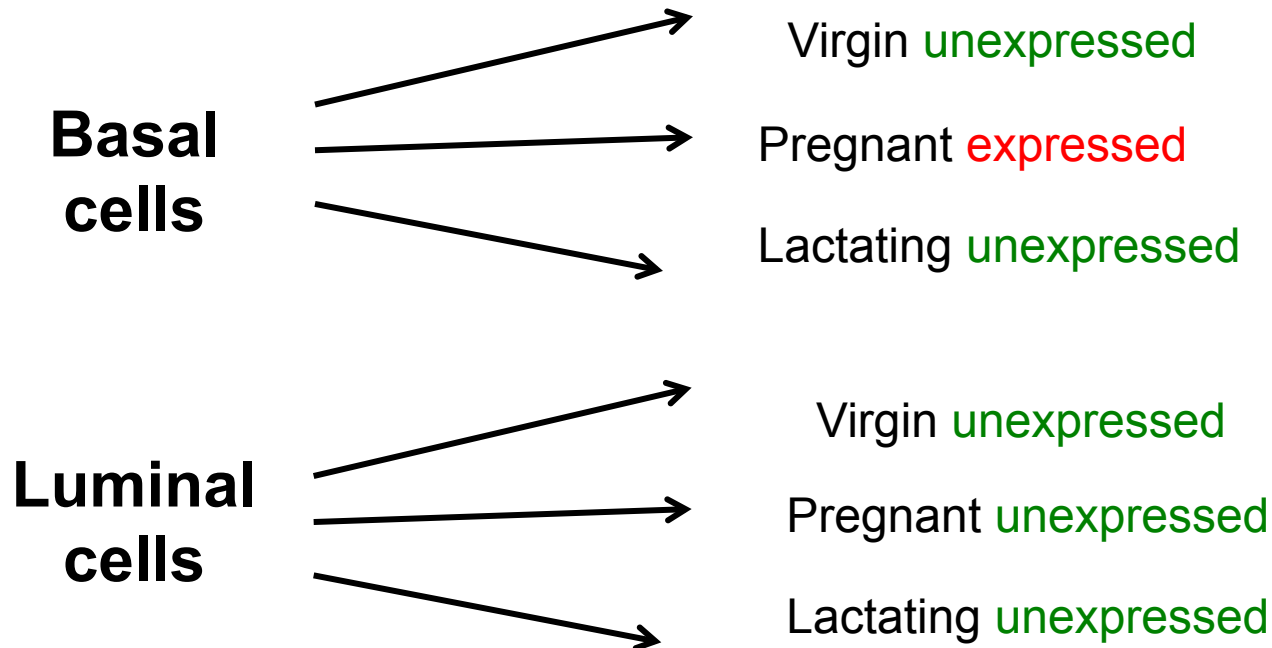 Basal
cells
Virgin unexpressed
Pregnant expressed
Lactating unexpressed
Luminal
cells
Virgin unexpressed
Pregnant unexpressed
Lactating unexpressed